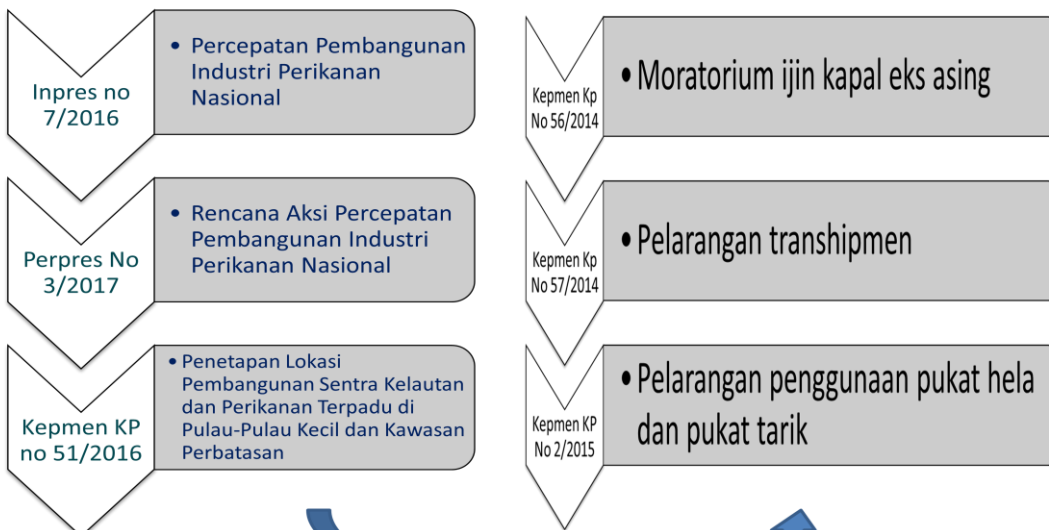 Inpres no
7/2016
• Percepatan Pembangunan
Industri Perikanan
Nasional
Perpres No
3/2017
• Rencana Aksi Percepatan
Pembangunan Industri
Perikanan Nasional
Kepmen KP
no 51/2016
• Penetapan Lokasi
Pembangunan Sentra Kelautan
dan Perikanan Terpadu di
Pulau-Pulau Kecil dan Kawasan
Perbatasan
Kepmen Kp
No 56/2014
• Moratorium ijin kapal eks asing
Kepmen Kp
No 57/2014
• Pelarangan transhipmen
Kepmen KP
No 2/2015
• Pelarangan penggunaan pukat hela
dan pukat tarik